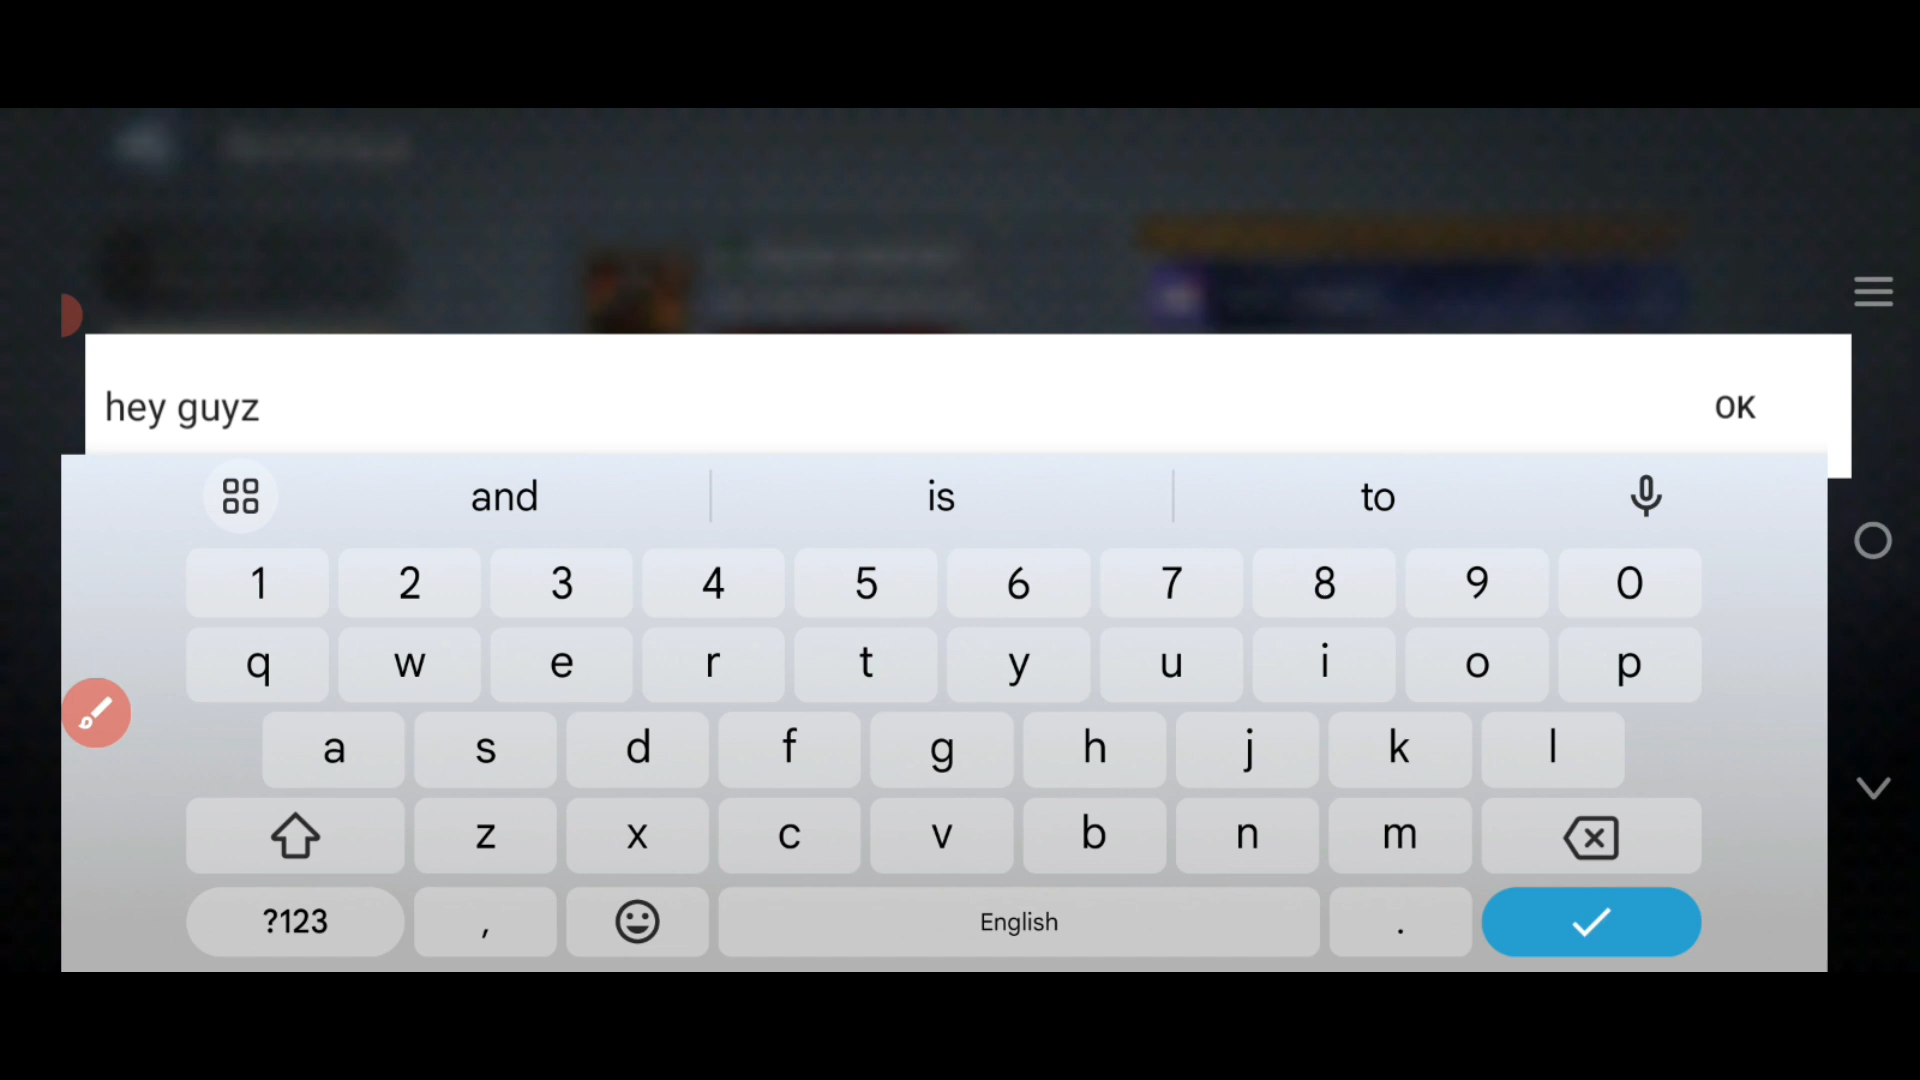 hey guyz
OK
and is to
1 2 3 4 5 6 7 8 9 0
q w e r t y u i o p
a s d f g h j k l
z x c v b n m
?123 , English .